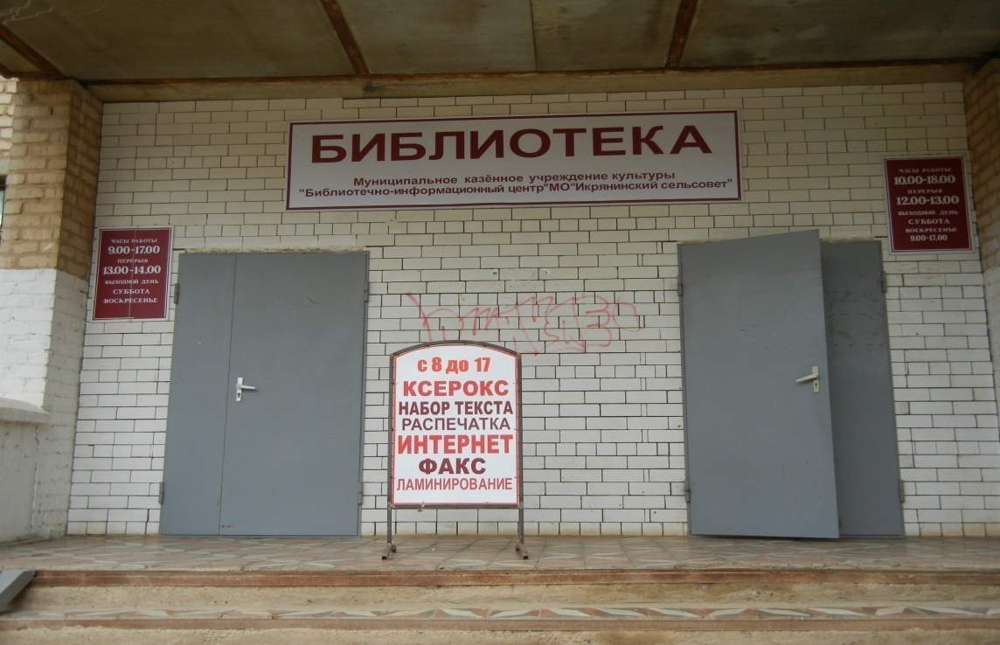 БИБЛИОТЕКА
Муниципальное казённое учреждение культуры
"Библиотечно-информационный центр"МО"Икрянинский сельсовет"
ЧАСЫ РАБОТЫ
9.00-17.00
ПЕРЕРЫВ
13.00-14.00
ВЫХОДНОЙ ДЕНЬ
СУББОТА
ВОСКРЕСЕНЬЕ
ЧАСЫ РАБОТЫ
10.00-18.00
ПЕРЕРЫВ
12.00-13.00
ВЫХОДНОЙ ДЕНЬ
СУББОТА
ВОСКРЕСЕНЬЕ
9.00-17.00
с 8 до 17
КСЕРОКС
НАБОР ТЕКСТА
РАСПЕЧАТКА
ИНТЕРНЕТ
ФАКС
ЛАМИНИРОВАНИЕ